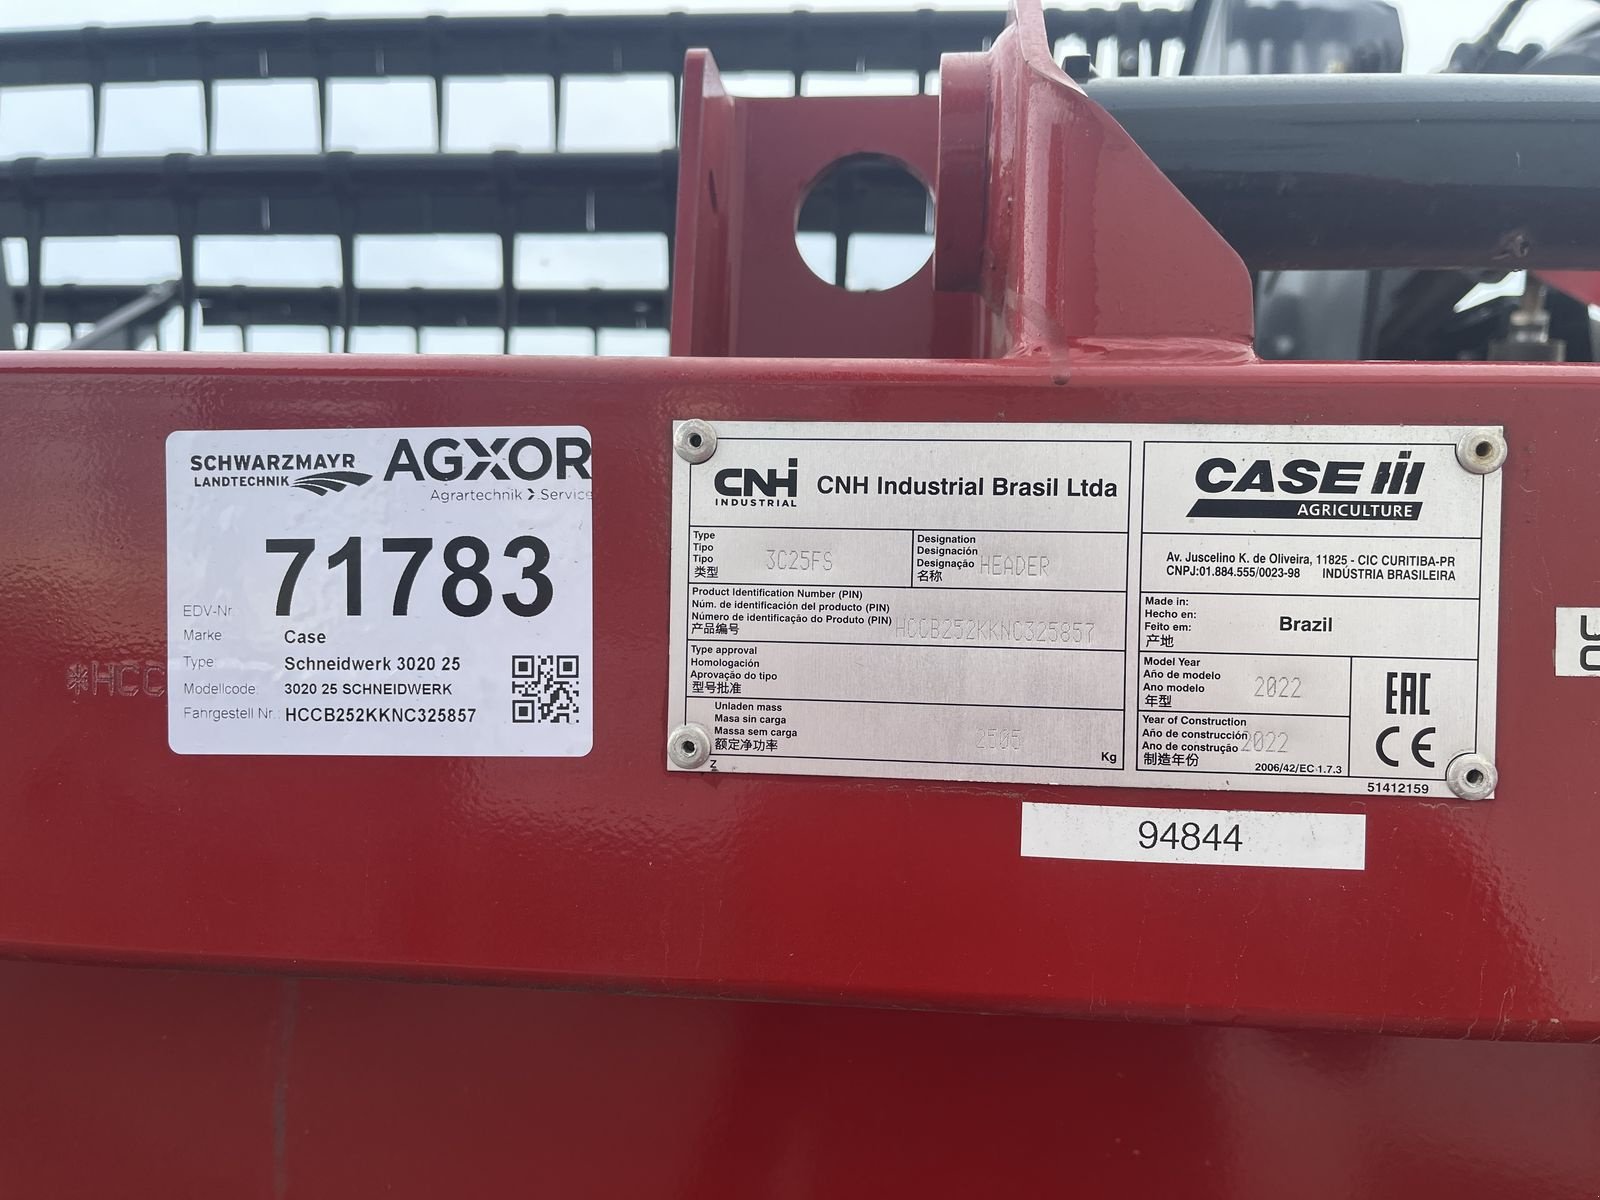 SCHWARZMAYR
LANDTECHNIK
AGXOR
Agrartechnik Service
71783
EDV-Nr
Marke Case
Type Schneidwerk 3020 25
Modellcode: 3020 25 SCHNEIDWERK
Fahrgestell Nr.: HCCB252KKNC325857
*HCC
CNH
INDUSTRIAL
CNH Industrial Brasil Ltda
Type
Tipo
Tipo
类型
3C25FS
Designation
Designación
Designação
名称
HEADER
Product Identification Number (PIN)
Núm. de identificación del producto (PIN)
Número de identificação do Produto (PIN)
产品编号
HCCB252KKNC325857
Type approval
Homologación
Aprovação do tipo
型号批准
Unladen mass
Masa sin carga
Massa sem carga
额定净功率
2505
Kg
Z
CASE IH
AGRICULTURE
Av. Juscelino K. de Oliveira, 11825 - CIC CURITIBA-PR
CNPJ:01.884.555/0023-98 INDÚSTRIA BRASILEIRA
Made in:
Hecho en:
Feito em:
产地
Brazil
Model Year
Año de modelo
Ano modelo
年型
2022
Year of Construction
Año de construcción
Ano de construção
制造年份
2022
2006/42/EC-1.7.3
EAC
CE
51412159
94844